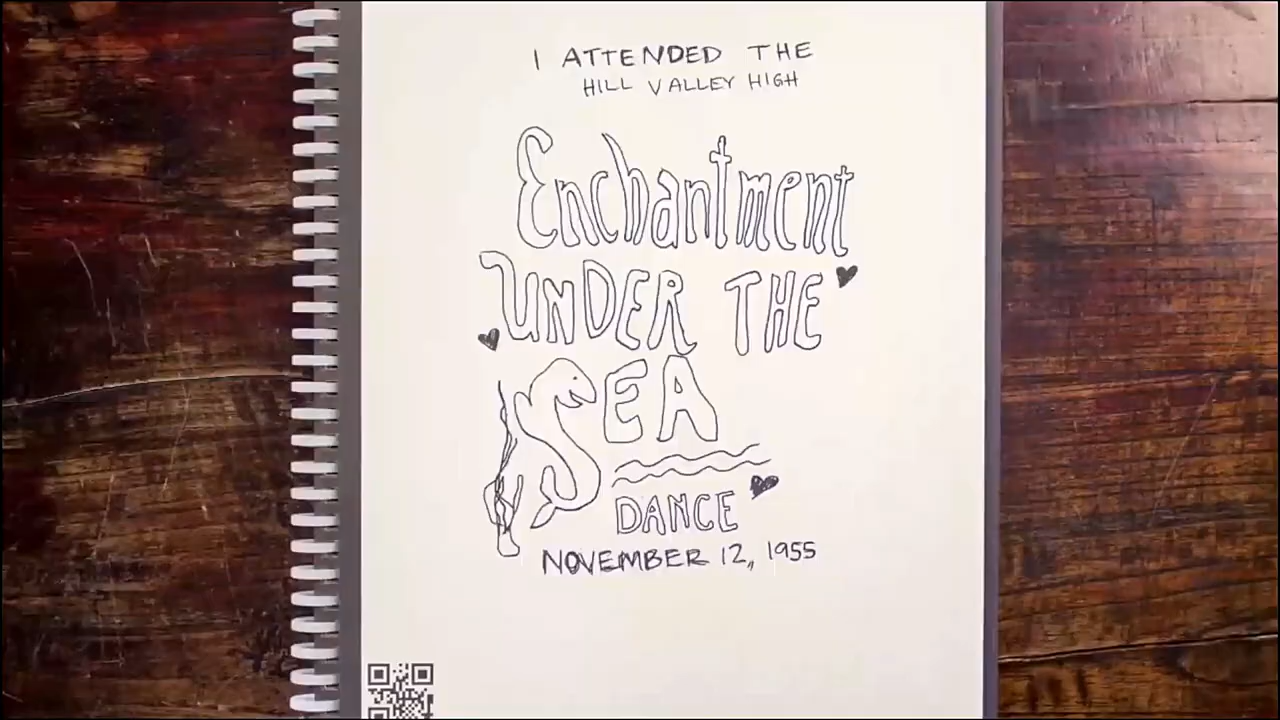 I ATTENDED THE
HILL VALLEY HIGH
Enchantment
UNDER THE
SEA
DANCE
NOVEMBER 12, 1955